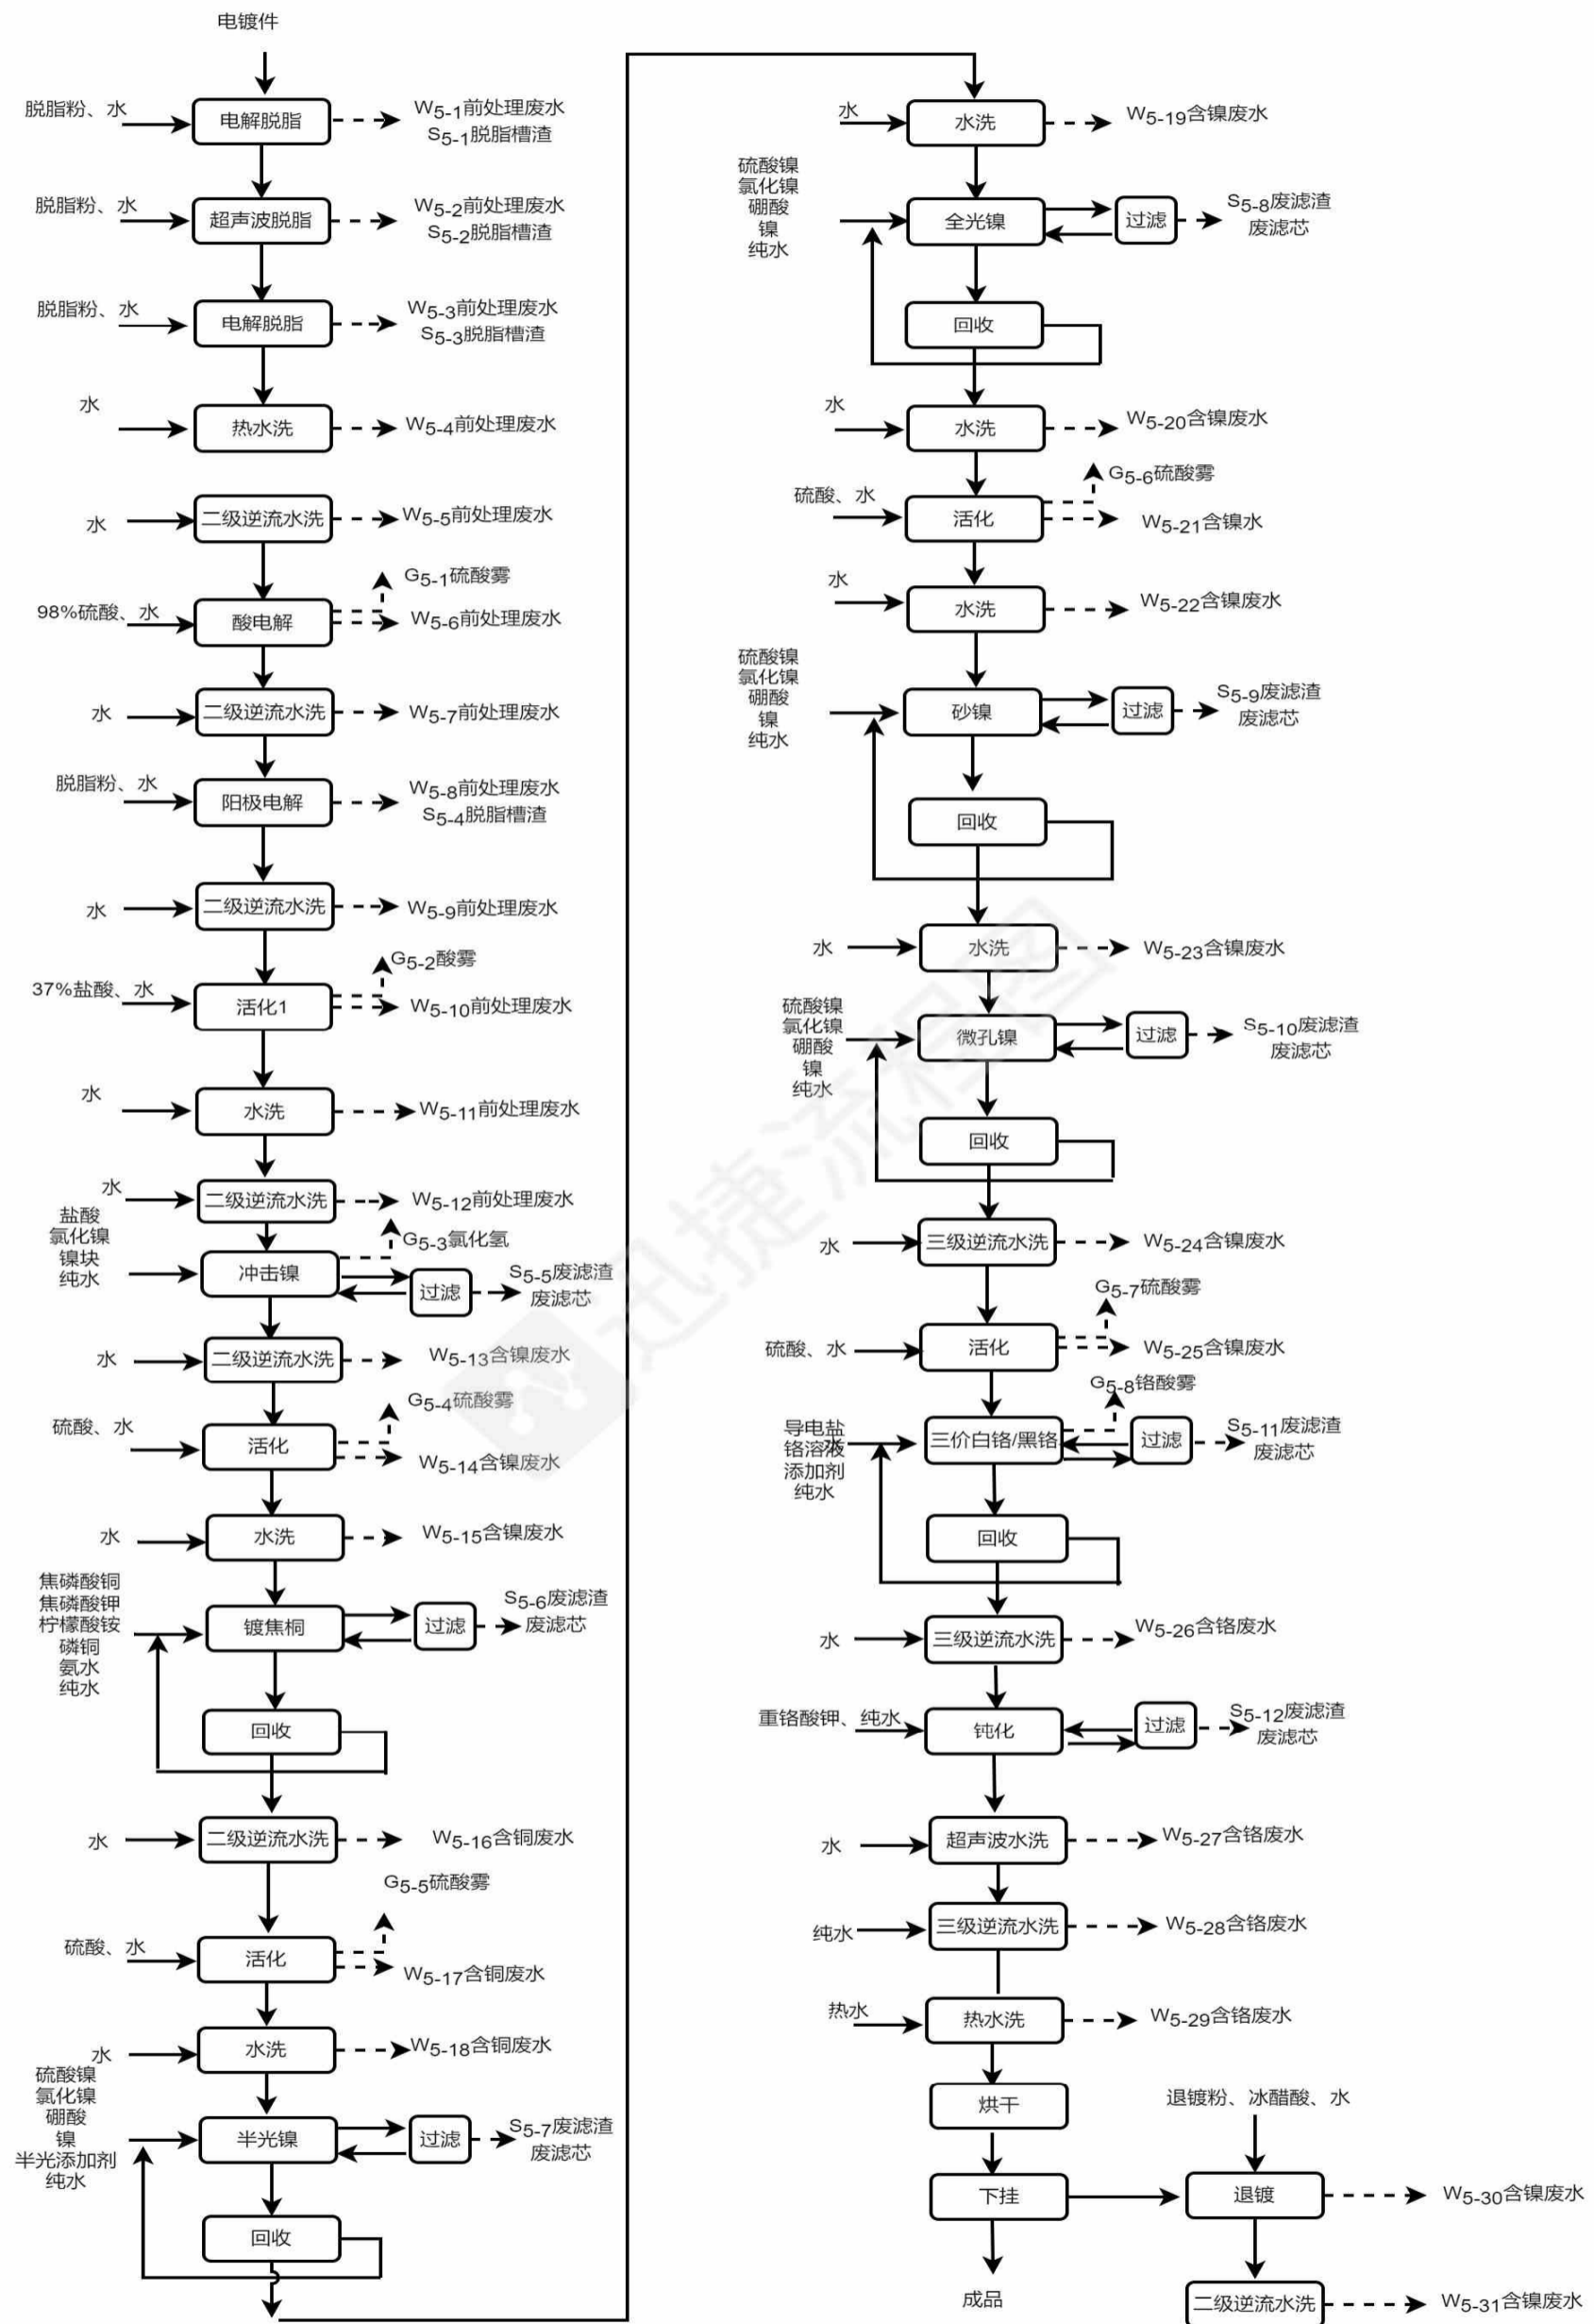 电镀件
脱脂粉、水
电解脱脂
W5-1前处理废水
S5-1脱脂槽渣
脱脂粉、水
超声波脱脂
W5-2前处理废水
S5-2脱脂槽渣
脱脂粉、水
电解脱脂
W5-3前处理废水
S5-3脱脂槽渣
水
热水洗
W5-4前处理废水
水
二级逆流水洗
W5-5前处理废水
98%硫酸、水
酸电解
G5-1硫酸雾
W5-6前处理废水
水
二级逆流水洗
W5-7前处理废水
脱脂粉、水
阳极电解
W5-8前处理废水
S5-4脱脂槽渣
水
二级逆流水洗
W5-9前处理废水
37%盐酸、水
活化1
G5-2酸雾
W5-10前处理废水
水
水洗
W5-11前处理废水
水
二级逆流水洗
W5-12前处理废水
盐酸
氯化镍
镍块
纯水
冲击镍
G5-3氯化氢
过滤
S5-5废滤渣
废滤芯
水
二级逆流水洗
W5-13含镍废水
硫酸、水
活化
G5-4硫酸雾
W5-14含镍废水
水
水洗
W5-15含镍废水
焦磷酸铜
焦磷酸钾
柠檬酸铵
磷铜
氨水
纯水
镀焦桐
过滤
S5-6废滤渣
废滤芯
回收
水
二级逆流水洗
W5-16含铜废水
硫酸、水
活化
G5-5硫酸雾
W5-17含铜废水
水
水洗
W5-18含铜废水
硫酸镍
氯化镍
硼酸
镍
半光添加剂
纯水
半光镍
过滤
S5-7废滤渣
废滤芯
回收
水
水洗
W5-19含镍废水
硫酸镍
氯化镍
硼酸
镍
纯水
全光镍
过滤
S5-8废滤渣
废滤芯
回收
水
水洗
W5-20含镍废水
硫酸、水
活化
G5-6硫酸雾
W5-21含镍水
水
水洗
W5-22含镍废水
硫酸镍
氯化镍
硼酸
镍
纯水
砂镍
过滤
S5-9废滤渣
废滤芯
回收
水
水洗
W5-23含镍废水
硫酸镍
氯化镍
硼酸
镍
纯水
微孔镍
过滤
S5-10废滤渣
废滤芯
回收
水
三级逆流水洗
W5-24含镍废水
硫酸、水
活化
G5-7硫酸雾
W5-25含镍废水
导电盐
铬溶液
添加剂
纯水
水
三价白铬/黑铬
G5-8铬酸雾
过滤
S5-11废滤渣
废滤芯
回收
水
三级逆流水洗
W5-26含铬废水
重铬酸钾、纯水
钝化
过滤
S5-12废滤渣
废滤芯
水
超声波水洗
W5-27含铬废水
纯水
三级逆流水洗
W5-28含铬废水
热水
热水洗
W5-29含铬废水
烘干
下挂
成品
退镀粉、冰醋酸、水
退镀
W5-30含镍废水
二级逆流水洗
W5-31含镍废水
迅捷流程图